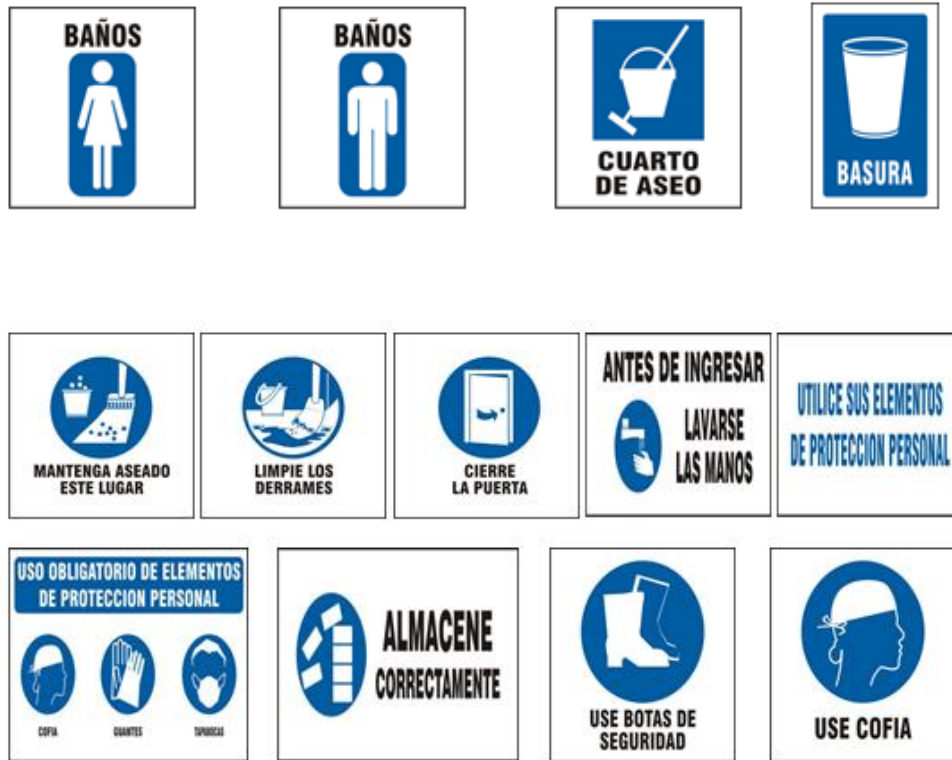 BAÑOS
BAÑOS
CUARTO
DE ASEO
BASURA
MANTENGA ASEADO
ESTE LUGAR
LIMPIE LOS
DERRAMES
CIERRE
LA PUERTA
ANTES DE INGRESAR
LAVARSE
LAS MANOS
UTILICE SUS ELEMENTOS
DE PROTECCION PERSONAL
USO OBLIGATORIO DE ELEMENTOS
DE PROTECCION PERSONAL
COFIA
GUANTES
TAPABOCAS
ALMACENE
CORRECTAMENTE
USE BOTAS DE
SEGURIDAD
USE COFIA